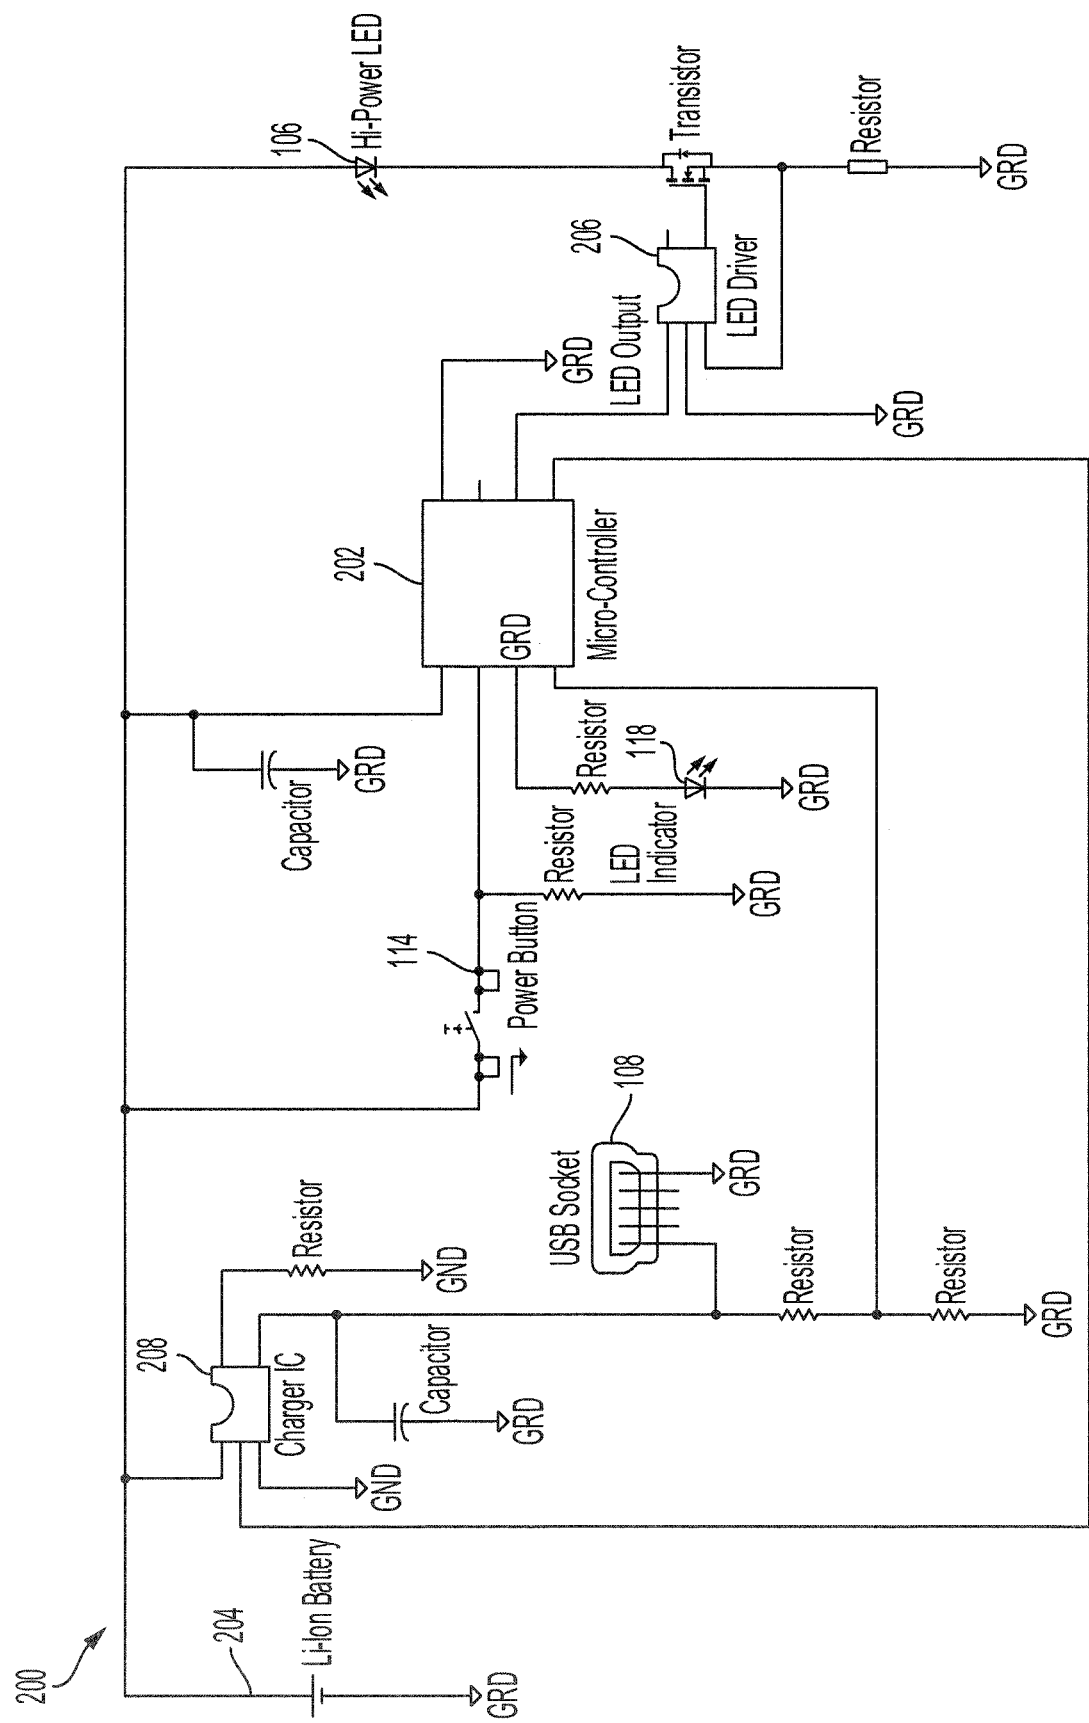 200
204
Li-Ion Battery
GRD
208
Charger IC
GND
Resistor
GND
Capacitor
GRD
USB Socket
108
GRD
Resistor
Resistor
GRD
114
Power Button
Resistor
GRD
LED
Indicator
Capacitor
GRD
Resistor
118
GRD
202
GRD
Micro-Controller
GRD
LED Output
GRD
206
LED Driver
106
Hi-Power LED
Transistor
Resistor
GRD